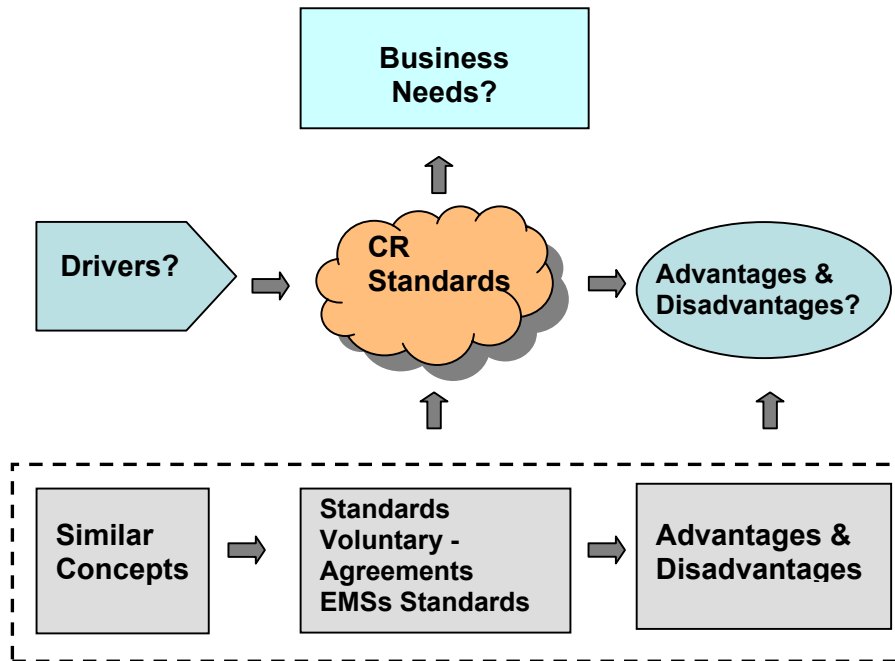 Business
Needs?
Drivers?
CR
Standards
Advantages &
Disadvantages?
Similar
Concepts
Standards
Voluntary -
Agreements
EMSs Standards
Advantages &
Disadvantages